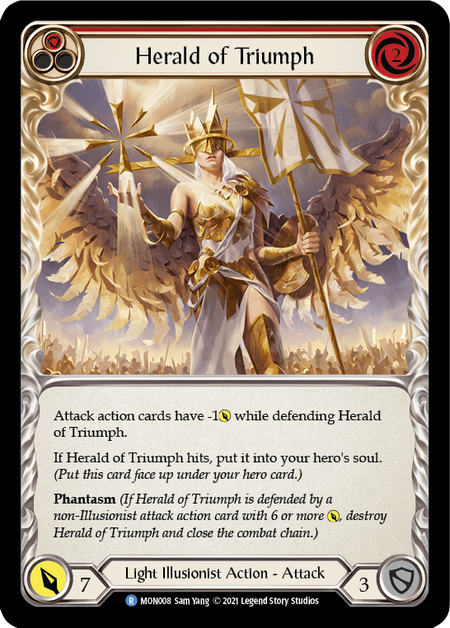 Herald of Triumph
2
Attack action cards have -1 while defending Herald
of Triumph.
If Herald of Triumph hits, put it into your hero's soul.
(Put this card face up under your hero card.)
Phantasm (If Herald of Triumph is defended by a
non-Illusionist attack action card with 6 or more , destroy
Herald of Triumph and close the combat chain.)
7
Light Illusionist Action - Attack
3
R MON008 Sam Yang © 2021 Legend Story Studios